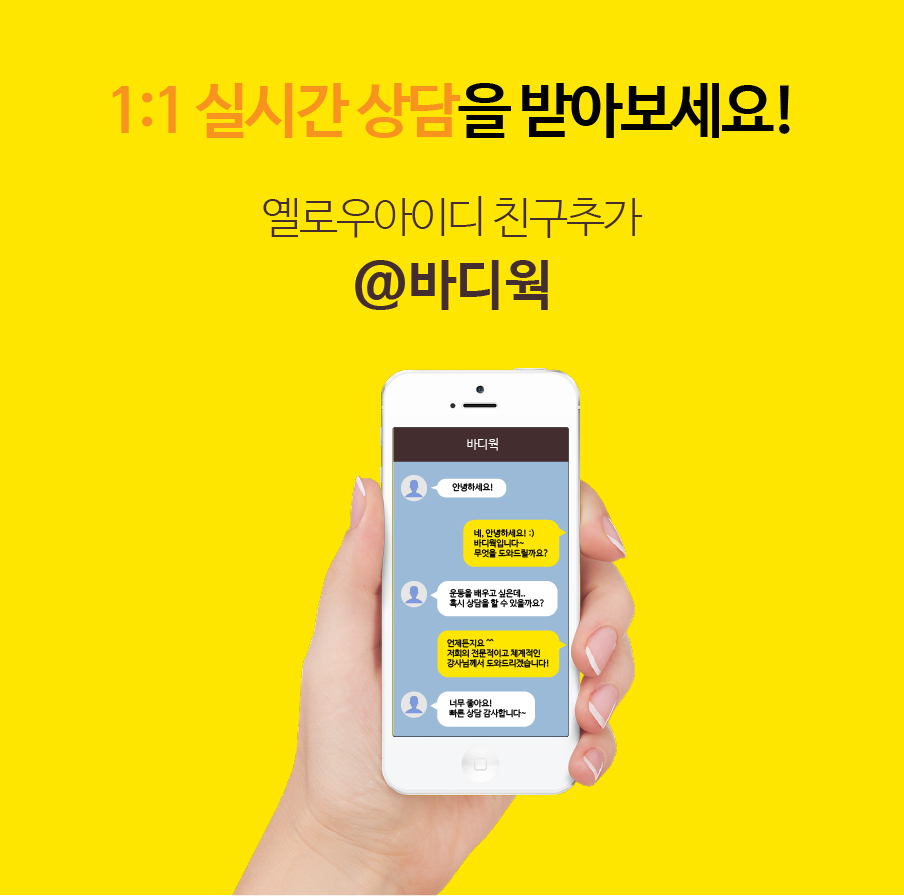 1:1 실시간 상담을 받아보세요!
옐로우아이디 친구추가
@바디웍
바디웍
안녕하세요!
네, 안녕하세요! :)
바디웍입니다~
무엇을 도와드릴까요?
운동을 배우고 싶은데..
혹시 상담을 할 수 있을까요?
언제든지요 ^^
저희의 전문적이고 체계적인
강사님께서 도와드리겠습니다!
너무 좋아요!
빠른 상담 감사합니다~